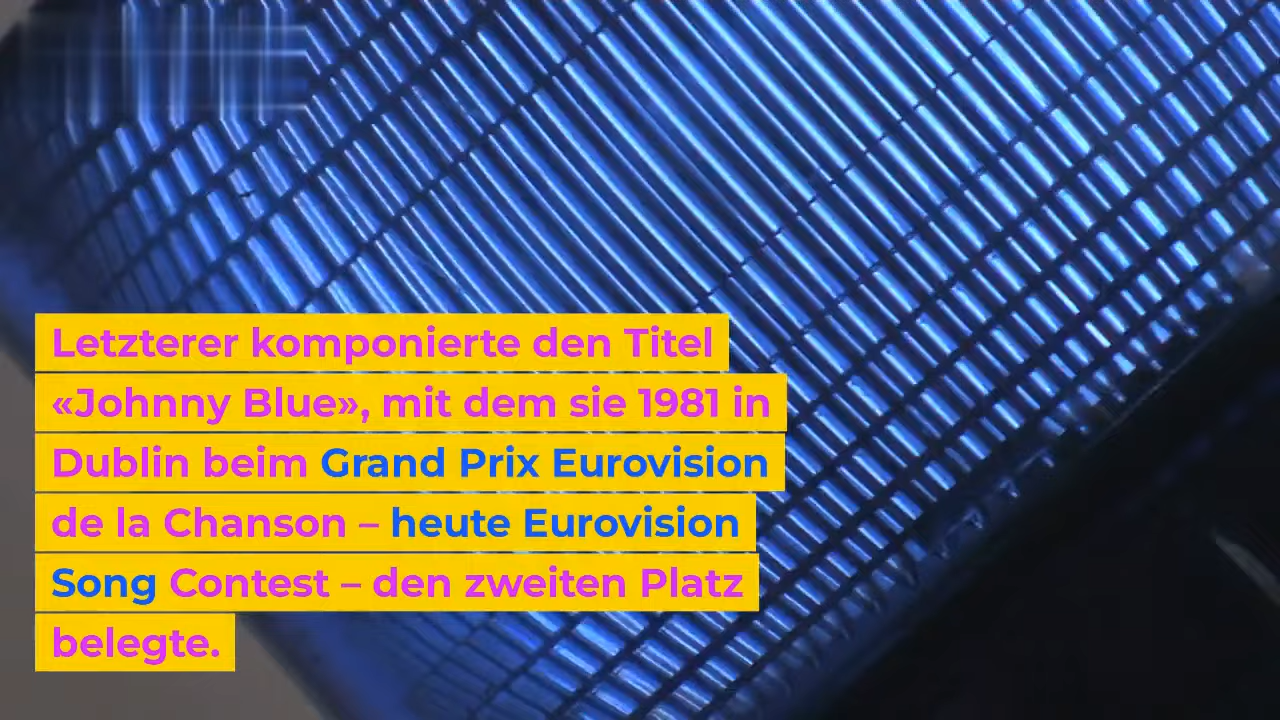 Letzterer komponierte den Titel
«Johnny Blue», mit dem sie 1981 in
Dublin beim Grand Prix Eurovision
de la Chanson – heute Eurovision
Song Contest – den zweiten Platz
belegte.